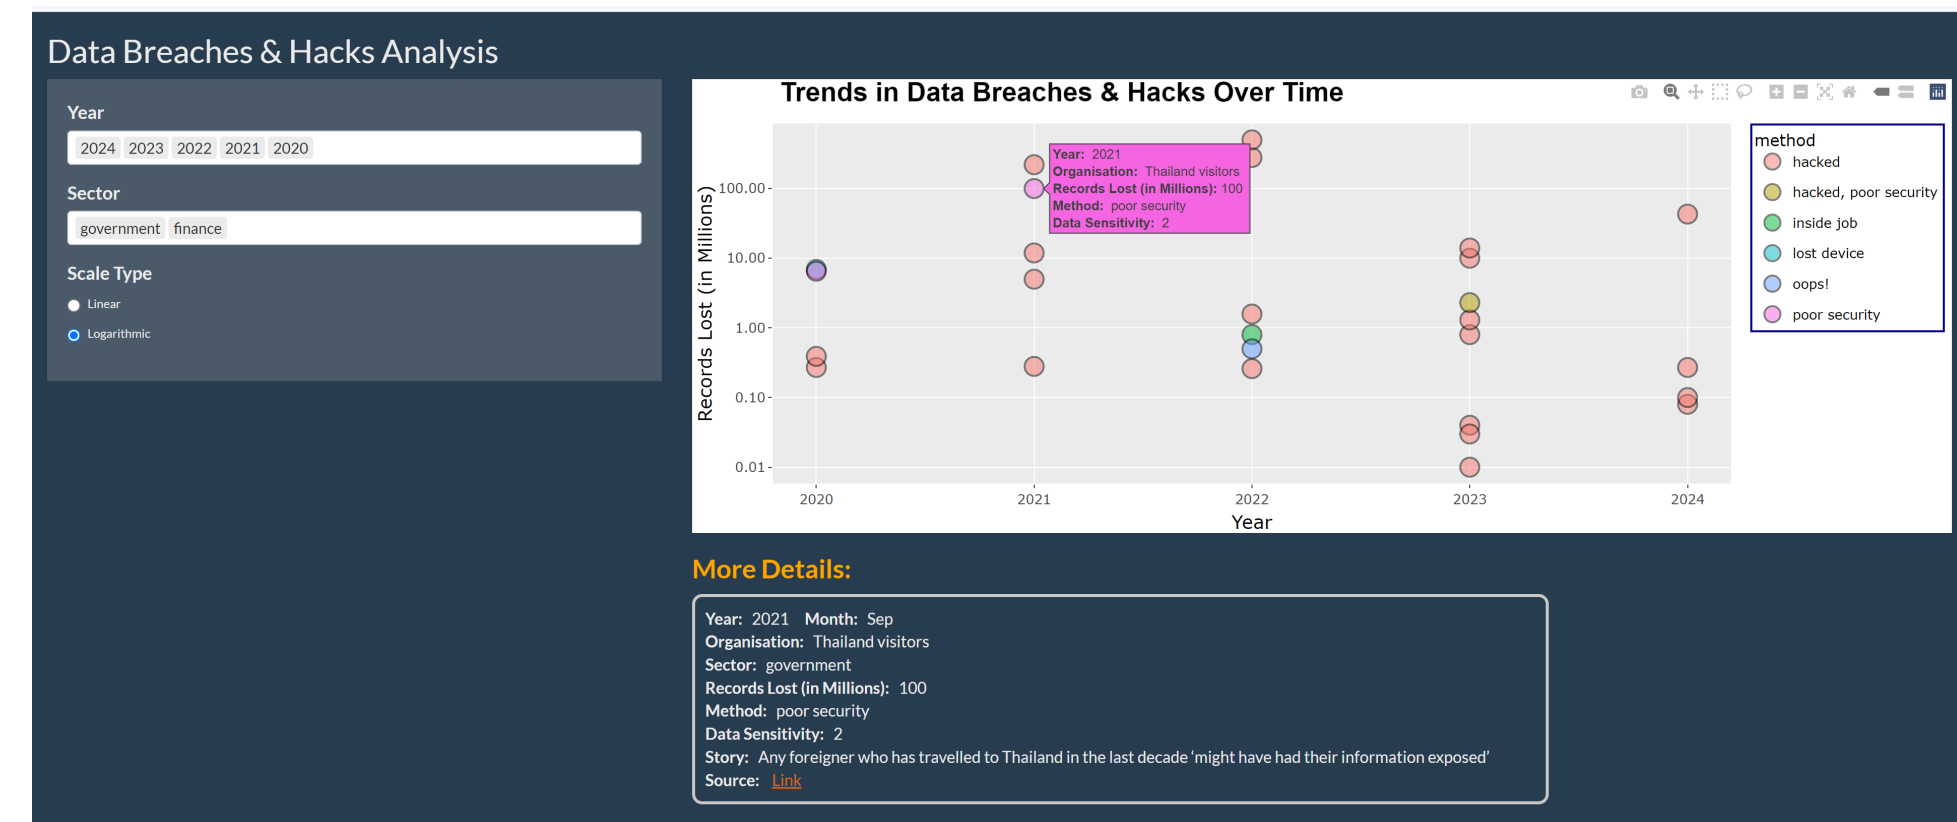 Data Breaches & Hacks Analysis
Year
2024 2023 2022 2021 2020
Sector
government finance
Scale Type
Linear
Logarithmic
Trends in Data Breaches & Hacks Over Time
Records Lost (in Millions)
100.00
10.00
1.00
0.10
0.01
2020 2021 2022 2023 2024
Year
Year: 2021
Organisation: Thailand visitors
Records Lost (in Millions): 100
Method: poor security
Data Sensitivity: 2
method
hacked
hacked, poor security
inside job
lost device
oops!
poor security
More Details:
Year: 2021 Month: Sep
Organisation: Thailand visitors
Sector: government
Records Lost (in Millions): 100
Method: poor security
Data Sensitivity: 2
Story: Any foreigner who has travelled to Thailand in the last decade ‘might have had their information exposed’
Source: Link